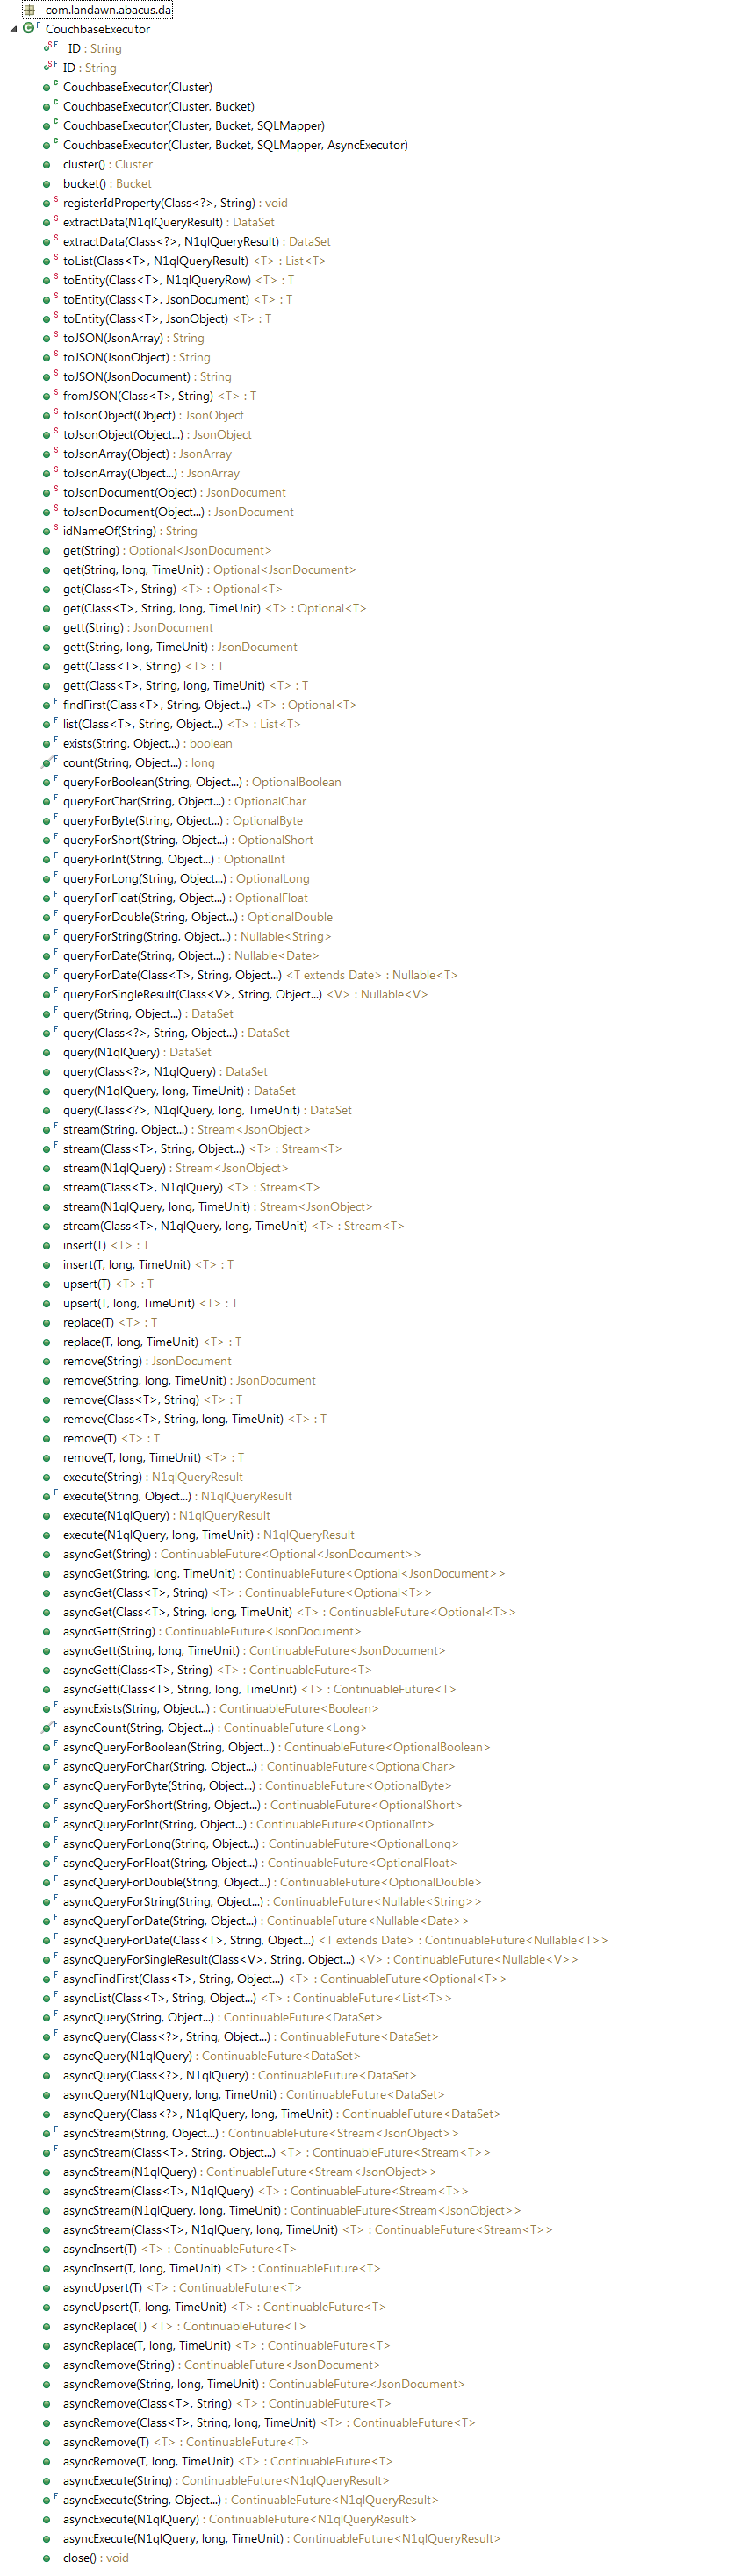 com.landawn.abacus.da
CouchbaseExecutor
_ID : String
ID : String
CouchbaseExecutor(Cluster)
CouchbaseExecutor(Cluster, Bucket)
CouchbaseExecutor(Cluster, Bucket, SQLMapper)
CouchbaseExecutor(Cluster, Bucket, SQLMapper, AsyncExecutor)
cluster() : Cluster
bucket() : Bucket
registerIdProperty(Class<?>, String) : void
extractData(N1qlQueryResult) : DataSet
extractData(Class<?>, N1qlQueryResult) : DataSet
toList(Class<T>, N1qlQueryResult) <T> : List<T>
toEntity(Class<T>, N1qlQueryRow) <T> : T
toEntity(Class<T>, JsonDocument) <T> : T
toEntity(Class<T>, JsonObject) <T> : T
toJSON(JsonArray) : String
toJSON(JsonObject) : String
toJSON(JsonDocument) : String
fromJSON(Class<T>, String) <T> : T
toJsonObject(Object) : JsonObject
toJsonObject(Object...) : JsonObject
toJsonArray(Object) : JsonArray
toJsonArray(Object...) : JsonArray
toJsonDocument(Object) : JsonDocument
toJsonDocument(Object...) : JsonDocument
idNameOf(String) : String
get(String) : Optional<JsonDocument>
get(String, long, TimeUnit) : Optional<JsonDocument>
get(Class<T>, String) <T> : Optional<T>
get(Class<T>, String, long, TimeUnit) <T> : Optional<T>
gett(String) : JsonDocument
gett(String, long, TimeUnit) : JsonDocument
gett(Class<T>, String) <T> : T
gett(Class<T>, String, long, TimeUnit) <T> : T
findFirst(Class<T>, String, Object...) <T> : Optional<T>
list(Class<T>, String, Object...) <T> : List<T>
exists(String, Object...) : boolean
count(String, Object...) : long
queryForBoolean(String, Object...) : OptionalBoolean
queryForChar(String, Object...) : OptionalChar
queryForByte(String, Object...) : OptionalByte
queryForShort(String, Object...) : OptionalShort
queryForInt(String, Object...) : OptionalInt
queryForLong(String, Object...) : OptionalLong
queryForFloat(String, Object...) : OptionalFloat
queryForDouble(String, Object...) : OptionalDouble
queryForString(String, Object...) : Nullable<String>
queryForDate(String, Object...) : Nullable<Date>
queryForDate(Class<T>, String, Object...) <T extends Date> : Nullable<T>
queryForSingleResult(Class<V>, String, Object...) <V> : Nullable<V>
query(String, Object...) : DataSet
query(Class<?>, String, Object...) : DataSet
query(N1qlQuery) : DataSet
query(Class<?>, N1qlQuery) : DataSet
query(N1qlQuery, long, TimeUnit) : DataSet
query(Class<?>, N1qlQuery, long, TimeUnit) : DataSet
stream(String, Object...) : Stream<JsonObject>
stream(Class<T>, String, Object...) <T> : Stream<T>
stream(N1qlQuery) : Stream<JsonObject>
stream(Class<T>, N1qlQuery) <T> : Stream<T>
stream(N1qlQuery, long, TimeUnit) : Stream<JsonObject>
stream(Class<T>, N1qlQuery, long, TimeUnit) <T> : Stream<T>
insert(T) <T> : T
insert(T, long, TimeUnit) <T> : T
upsert(T) <T> : T
upsert(T, long, TimeUnit) <T> : T
replace(T) <T> : T
replace(T, long, TimeUnit) <T> : T
remove(String) : JsonDocument
remove(String, long, TimeUnit) : JsonDocument
remove(Class<T>, String) <T> : T
remove(Class<T>, String, long, TimeUnit) <T> : T
remove(T) <T> : T
remove(T, long, TimeUnit) <T> : T
execute(String) : N1qlQueryResult
execute(String, Object...) : N1qlQueryResult
execute(N1qlQuery) : N1qlQueryResult
execute(N1qlQuery, long, TimeUnit) : N1qlQueryResult
asyncGet(String) : ContinuableFuture<Optional<JsonDocument>>
asyncGet(String, long, TimeUnit) : ContinuableFuture<Optional<JsonDocument>>
asyncGet(Class<T>, String) <T> : ContinuableFuture<Optional<T>>
asyncGet(Class<T>, String, long, TimeUnit) <T> : ContinuableFuture<Optional<T>>
asyncGett(String) : ContinuableFuture<JsonDocument>
asyncGett(String, long, TimeUnit) : ContinuableFuture<JsonDocument>
asyncGett(Class<T>, String) <T> : ContinuableFuture<T>
asyncGett(Class<T>, String, long, TimeUnit) <T> : ContinuableFuture<T>
asyncExists(String, Object...) : ContinuableFuture<Boolean>
asyncCount(String, Object...) : ContinuableFuture<Long>
asyncQueryForBoolean(String, Object...) : ContinuableFuture<OptionalBoolean>
asyncQueryForChar(String, Object...) : ContinuableFuture<OptionalChar>
asyncQueryForByte(String, Object...) : ContinuableFuture<OptionalByte>
asyncQueryForShort(String, Object...) : ContinuableFuture<OptionalShort>
asyncQueryForInt(String, Object...) : ContinuableFuture<OptionalInt>
asyncQueryForLong(String, Object...) : ContinuableFuture<OptionalLong>
asyncQueryForFloat(String, Object...) : ContinuableFuture<OptionalFloat>
asyncQueryForDouble(String, Object...) : ContinuableFuture<OptionalDouble>
asyncQueryForString(String, Object...) : ContinuableFuture<Nullable<String>>
asyncQueryForDate(String, Object...) : ContinuableFuture<Nullable<Date>>
asyncQueryForDate(Class<T>, String, Object...) <T extends Date> : ContinuableFuture<Nullable<T>>
asyncQueryForSingleResult(Class<V>, String, Object...) <V> : ContinuableFuture<Nullable<V>>
asyncFindFirst(Class<T>, String, Object...) <T> : ContinuableFuture<Optional<T>>
asyncList(Class<T>, String, Object...) <T> : ContinuableFuture<List<T>>
asyncQuery(String, Object...) : ContinuableFuture<DataSet>
asyncQuery(Class<?>, String, Object...) : ContinuableFuture<DataSet>
asyncQuery(N1qlQuery) : ContinuableFuture<DataSet>
asyncQuery(Class<?>, N1qlQuery) : ContinuableFuture<DataSet>
asyncQuery(N1qlQuery, long, TimeUnit) : ContinuableFuture<DataSet>
asyncQuery(Class<?>, N1qlQuery, long, TimeUnit) : ContinuableFuture<DataSet>
asyncStream(String, Object...) : ContinuableFuture<Stream<JsonObject>>
asyncStream(Class<T>, String, Object...) <T> : ContinuableFuture<Stream<T>>
asyncStream(N1qlQuery) : ContinuableFuture<Stream<JsonObject>>
asyncStream(Class<T>, N1qlQuery) <T> : ContinuableFuture<Stream<T>>
asyncStream(N1qlQuery, long, TimeUnit) : ContinuableFuture<Stream<JsonObject>>
asyncStream(Class<T>, N1qlQuery, long, TimeUnit) <T> : ContinuableFuture<Stream<T>>
asyncInsert(T) <T> : ContinuableFuture<T>
asyncInsert(T, long, TimeUnit) <T> : ContinuableFuture<T>
asyncUpsert(T) <T> : ContinuableFuture<T>
asyncUpsert(T, long, TimeUnit) <T> : ContinuableFuture<T>
asyncReplace(T) <T> : ContinuableFuture<T>
asyncReplace(T, long, TimeUnit) <T> : ContinuableFuture<T>
asyncRemove(String) : ContinuableFuture<JsonDocument>
asyncRemove(String, long, TimeUnit) : ContinuableFuture<JsonDocument>
asyncRemove(Class<T>, String) <T> : ContinuableFuture<T>
asyncRemove(Class<T>, String, long, TimeUnit) <T> : ContinuableFuture<T>
asyncRemove(T) <T> : ContinuableFuture<T>
asyncRemove(T, long, TimeUnit) <T> : ContinuableFuture<T>
asyncExecute(String) : ContinuableFuture<N1qlQueryResult>
asyncExecute(String, Object...) : ContinuableFuture<N1qlQueryResult>
asyncExecute(N1qlQuery) : ContinuableFuture<N1qlQueryResult>
asyncExecute(N1qlQuery, long, TimeUnit) : ContinuableFuture<N1qlQueryResult>
close() : void